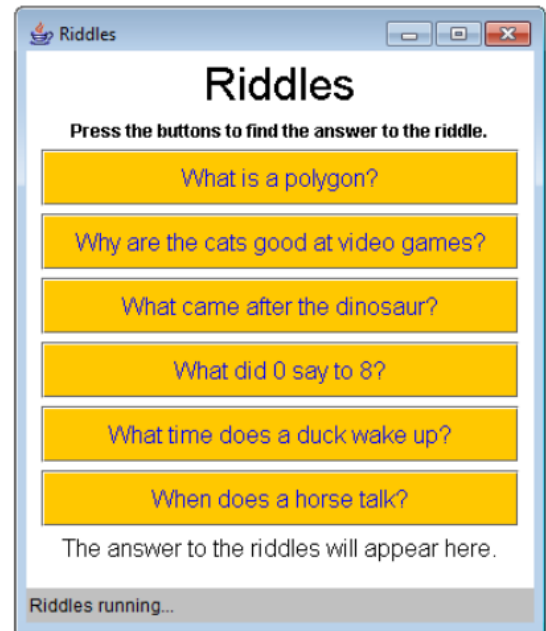 Riddles
Riddles
Press the buttons to find the answer to the riddle.
What is a polygon?
Why are the cats good at video games?
What came after the dinosaur?
What did 0 say to 8?
What time does a duck wake up?
When does a horse talk?
The answer to the riddles will appear here.
Riddles running...